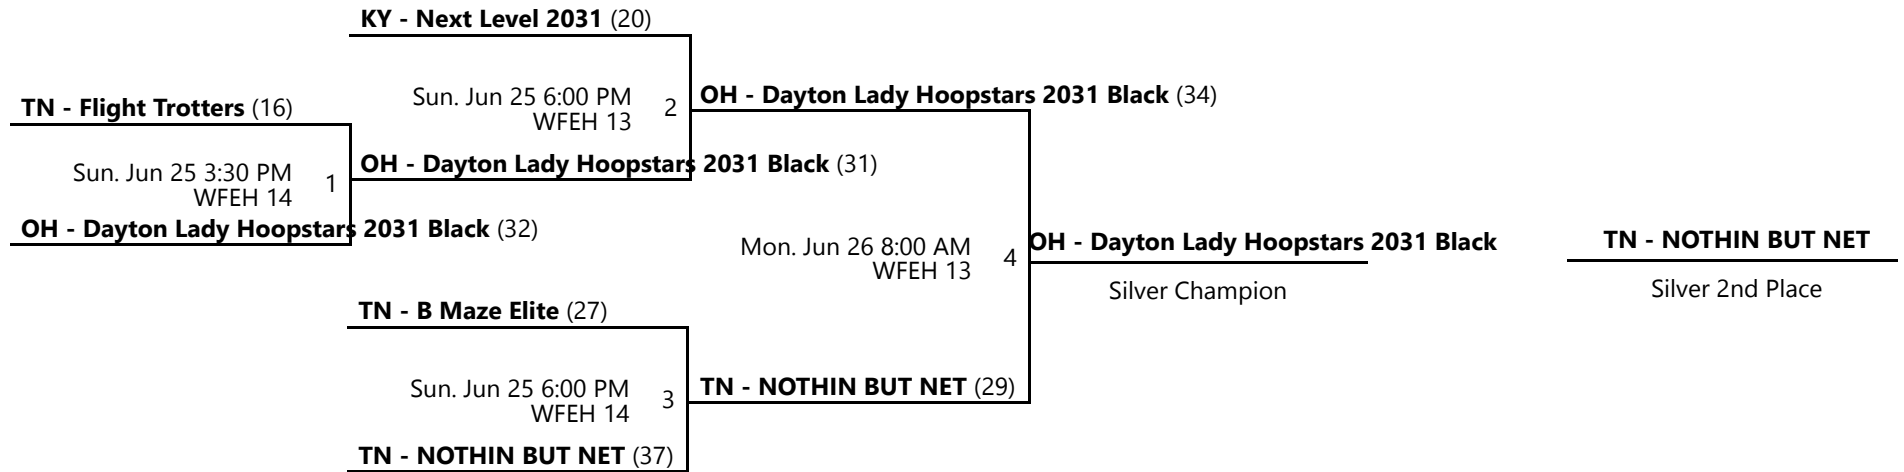 KY - Next Level 2031 (20)
Sun. Jun 25 6:00 PM
WFEH 13
2
OH - Dayton Lady Hoopstars 2031 Black (34)
TN - Flight Trotters (16)
Sun. Jun 25 3:30 PM
WFEH 14
1
OH - Dayton Lady Hoopstars 2031 Black (31)
OH - Dayton Lady Hoopstars 2031 Black (32)
Mon. Jun 26 8:00 AM
WFEH 13
4
OH - Dayton Lady Hoopstars 2031 Black
Silver Champion
TN - NOTHIN BUT NET
Silver 2nd Place
TN - B Maze Elite (27)
Sun. Jun 25 6:00 PM
WFEH 14
3
TN - NOTHIN BUT NET (29)
TN - NOTHIN BUT NET (37)